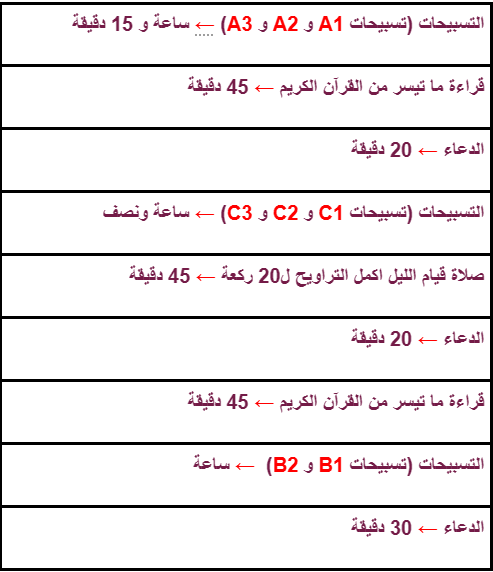 التسبيحات (تسبيحات A1 و A2 و A3) ← ساعة و 15 دقيقة
قراءة ما تيسر من القرآن الكريم ← 45 دقيقة
الدعاء ← 20 دقيقة
التسبيحات (تسبيحات C1 و C2 و C3) ← ساعة ونصف
صلاة قيام الليل اكمل التراويح ل20 ركعة ← 45 دقيقة
الدعاء ← 20 دقيقة
قراءة ما تيسر من القرآن الكريم ← 45 دقيقة
التسبيحات (تسبيحات B1 و B2) ← ساعة
الدعاء ← 30 دقيقة